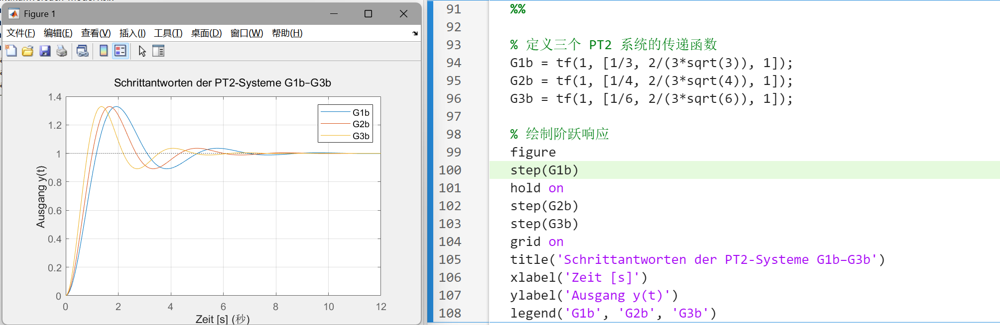 Figure 1
文件(F) 编辑(E) 查看(V) 插入(I) 工具(T) 桌面(D) 窗口(W) 帮助(H)
Schrittantworten der PT2-Systeme G1b–G3b
1.4
1.2
1
0.8
0.6
0.4
0.2
0
Ausgang y(t)
G1b
G2b
G3b
0 2 4 6 8 10 12
Zeit [s] (秒)
91 %%
92
93 % 定义三个 PT2 系统的传递函数
94 G1b = tf(1, [1/3, 2/(3*sqrt(3)), 1]);
95 G2b = tf(1, [1/4, 2/(3*sqrt(4)), 1]);
96 G3b = tf(1, [1/6, 2/(3*sqrt(6)), 1]);
97
98 % 绘制阶跃响应
99 figure
100 step(G1b)
101 hold on
102 step(G2b)
103 step(G3b)
104 grid on
105 title('Schrittantworten der PT2-Systeme G1b–G3b')
106 xlabel('Zeit [s]')
107 ylabel('Ausgang y(t)')
108 legend('G1b', 'G2b', 'G3b')